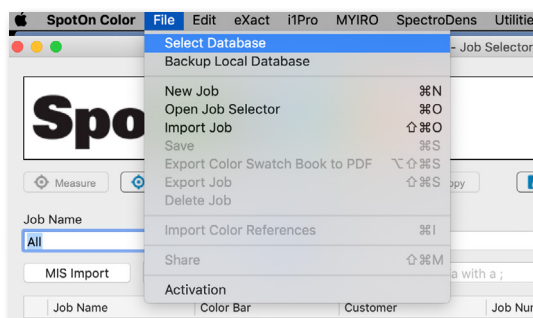 SpotOn Color File Edit eXact i1Pro MYIRO SpectroDens Utilitie
- Job Selector
Select Database
Backup Local Database
New Job ⌘N
Open Job Selector ⌘O
Import Job ⇧⌘O
Save ⌘S
Export Color Swatch Book to PDF ⌥⇧⌘S
Export Job ⇧⌘S
Delete Job
Import Color References ⌘I
Share ⇧⌘M
Activation
Spo
Measure
opy
Job Name
All
MIS Import
a with a ;
Job Name Color Bar Customer Job Nur